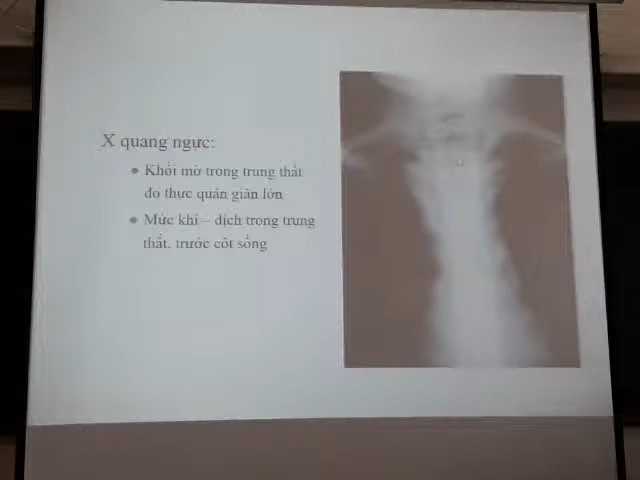 X quang ngực:
Khối mờ trong trung thất
do thực quản giãn lớn
Mức khí – dịch trong trung
thất, trước cột sống